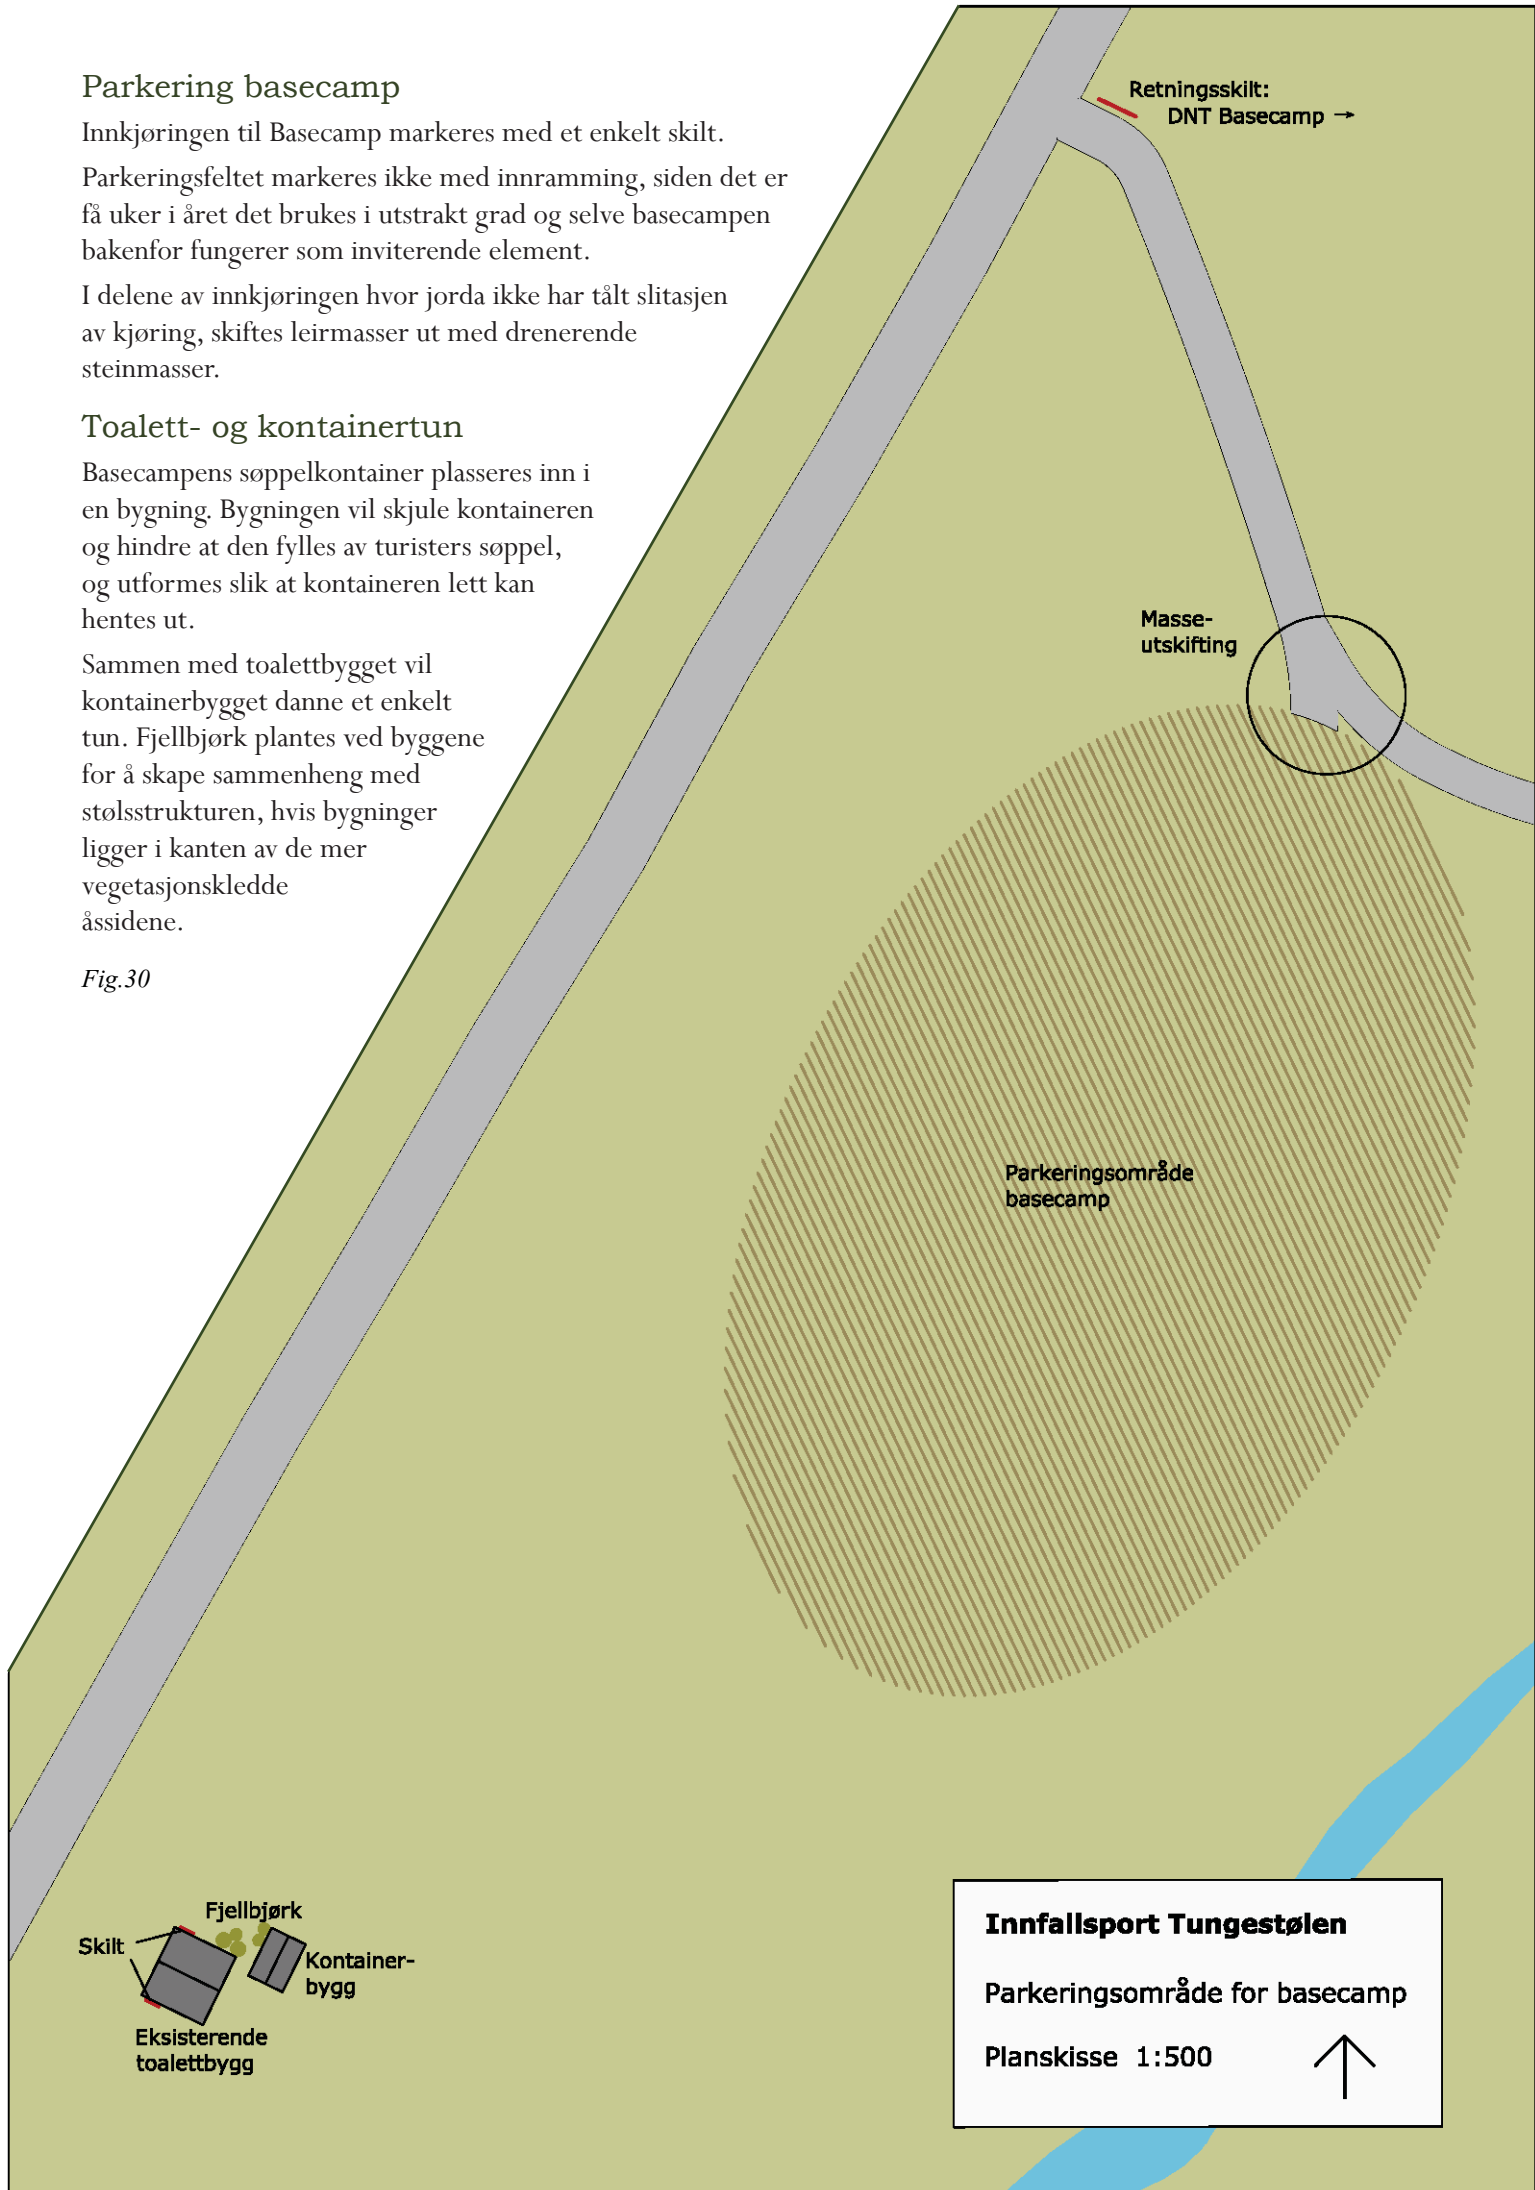 Parkering basecamp
Innkjøringen til Basecamp markeres med et enkelt skilt.
Parkeringsfeltet markeres ikke med innramming, siden det er
få uker i året det brukes i utstrakt grad og selve basecampen
bakenfor fungerer som inviterende element.
I delene av innkjøringen hvor jorda ikke har tålt slitasjen
av kjøring, skiftes leirmasser ut med drenerende
steinmasser.
Toalett- og kontainertun
Basecampens søppelkontainer plasseres inn i
en bygning. Bygningen vil skjule kontaineren
og hindre at den fylles av turisters søppel,
og utformes slik at kontaineren lett kan
hentes ut.
Sammen med toalettbygget vil
kontainerbygget danne et enkelt
tun. Fjellbjørk plantes ved byggene
for å skape sammenheng med
stølsstrukturen, hvis bygninger
ligger i kanten av de mer
vegetasjonskledde
åssidene.
Fig.30
Retningsskilt:
DNT Basecamp →
Masse-
utskifting
Parkeringsområde
basecamp
Fjellbjørk
Skilt
Kontainer-
bygg
Eksisterende
toalettbygg
Innfallsport Tungestølen
Parkeringsområde for basecamp
Planskisse 1:500